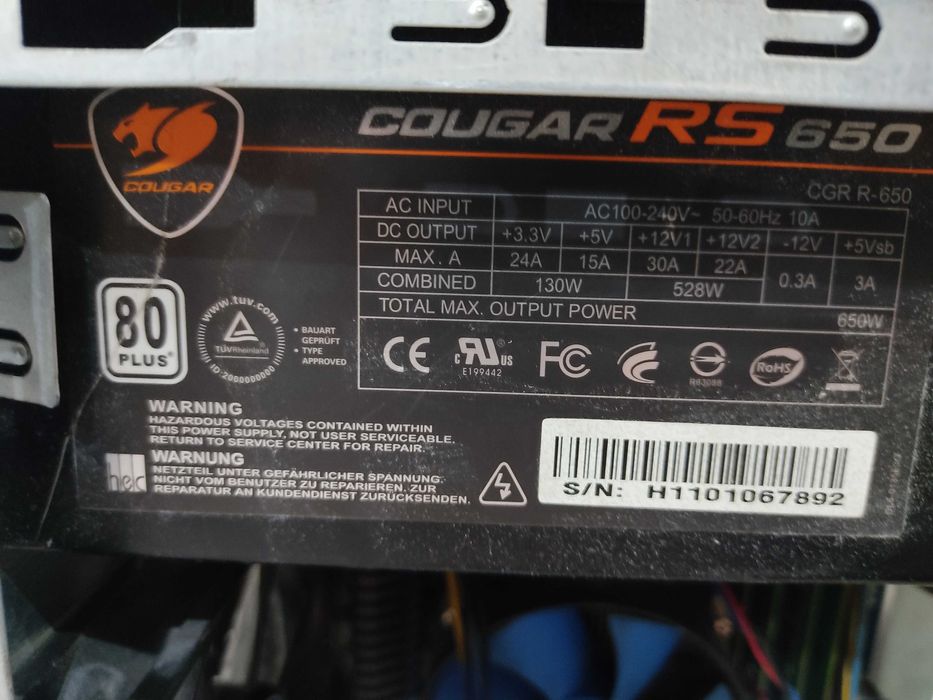 COUGAR RS 650
COUGAR
CGR R-650
AC INPUT AC100-240V~ 50-60Hz 10A
DC OUTPUT +3.3V +5V +12V1 +12V2 -12V +5Vsb
MAX. A 24A 15A 30A 22A 0.3A 3A
COMBINED 130W 528W
TOTAL MAX. OUTPUT POWER 650W
80
PLUS®
www.tuv.com
TÜVRheinland
ID:2000000000
• BAUART
GEPRÜFT
• TYPE
APPROVED
CE
c RU ® US
E199442
FC
R63088
RoHS
WARNING
HAZARDOUS VOLTAGES CONTAINED WITHIN
THIS POWER SUPPLY, NOT USER SERVICEABLE.
RETURN TO SERVICE CENTER FOR REPAIR.
WARNUNG
NETZTEIL UNTER GEFÄHRLICHER SPANNUNG.
NICHT VOM BENUTZER ZU REPARIEREN. ZUR
REPARATUR AN KUNDENDIENST ZURÜCKSENDEN.
hec
S/N: H1101067892